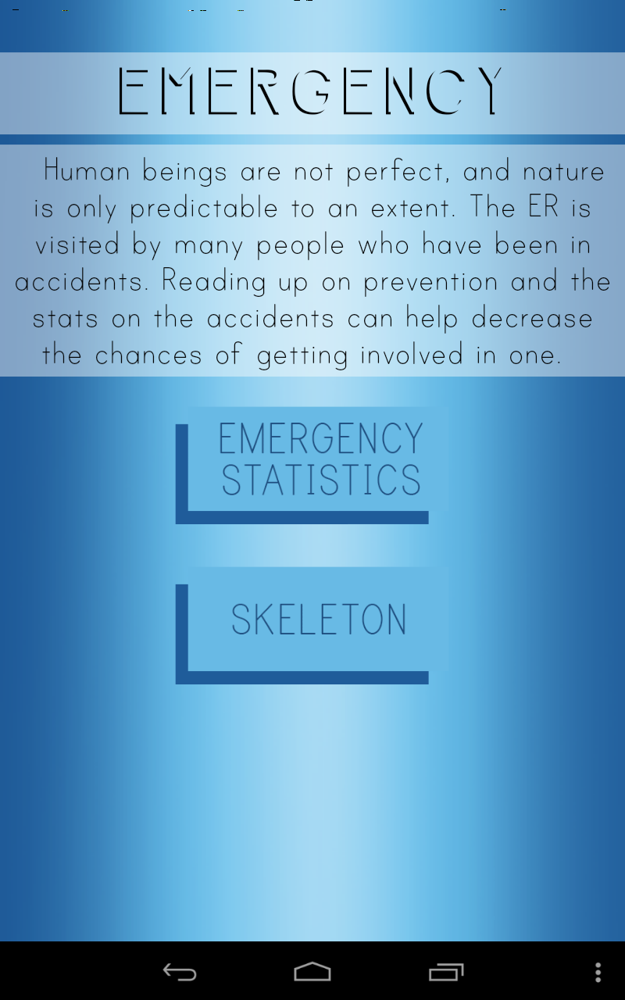 EMERGENCY
Human beings are not perfect, and nature
is only predictable to an extent. The ER is
visited by many people who have been in
accidents. Reading up on prevention and the
stats on the accidents can help decrease
the chances of getting involved in one.
EMERGENCY
STATISTICS
SKELETON